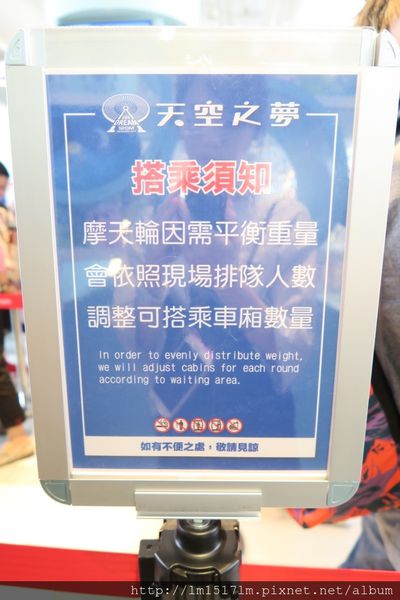 天空之夢
搭乘須知
摩天輪因需平衡重量
會依照現場排隊人數
調整可搭乘車廂數量
In order to evenly distribute weight,
we will adjust cabins for each round
according to waiting area.
如有不便之處，敬請見諒
http://lm1517lm.pixnet.net/album